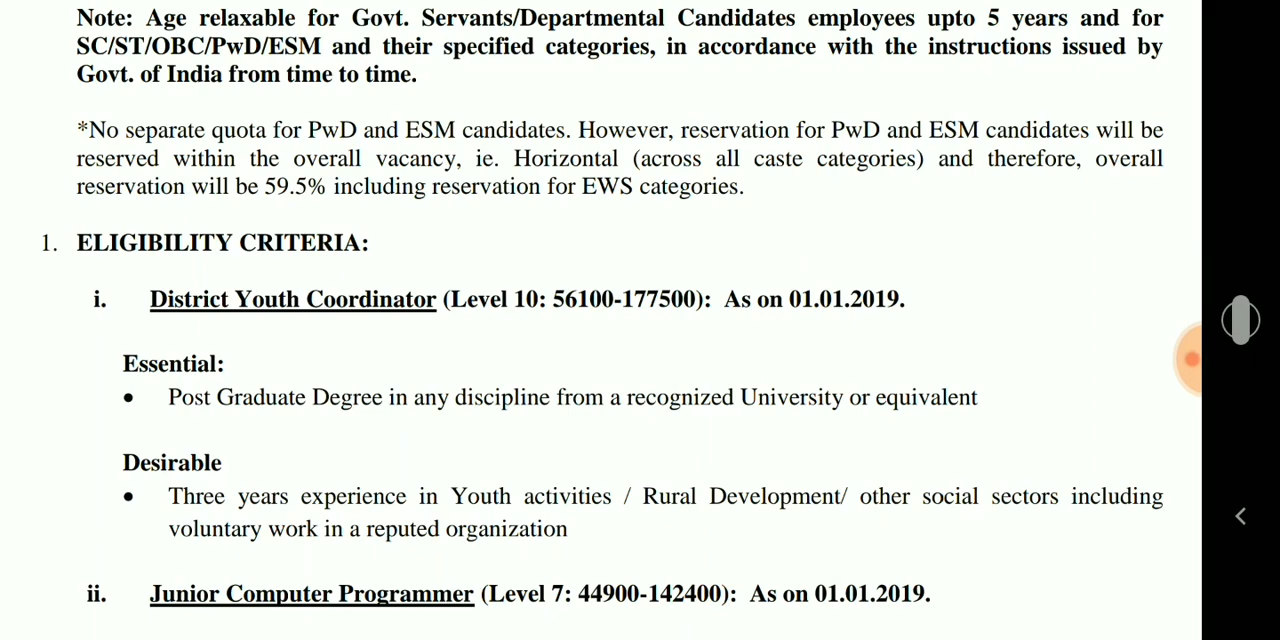 Note: Age relaxable for Govt. Servants/Departmental Candidates employees upto 5 years and for
SC/ST/OBC/PwD/ESM and their specified categories, in accordance with the instructions issued by
Govt. of India from time to time.
*No separate quota for PwD and ESM candidates. However, reservation for PwD and ESM candidates will be
reserved within the overall vacancy, ie. Horizontal (across all caste categories) and therefore, overall
reservation will be 59.5% including reservation for EWS categories.
1. ELIGIBILITY CRITERIA:
i. District Youth Coordinator (Level 10: 56100-177500): As on 01.01.2019.
Essential:
• Post Graduate Degree in any discipline from a recognized University or equivalent
Desirable
• Three years experience in Youth activities / Rural Development/ other social sectors including
voluntary work in a reputed organization
ii. Junior Computer Programmer (Level 7: 44900-142400): As on 01.01.2019.